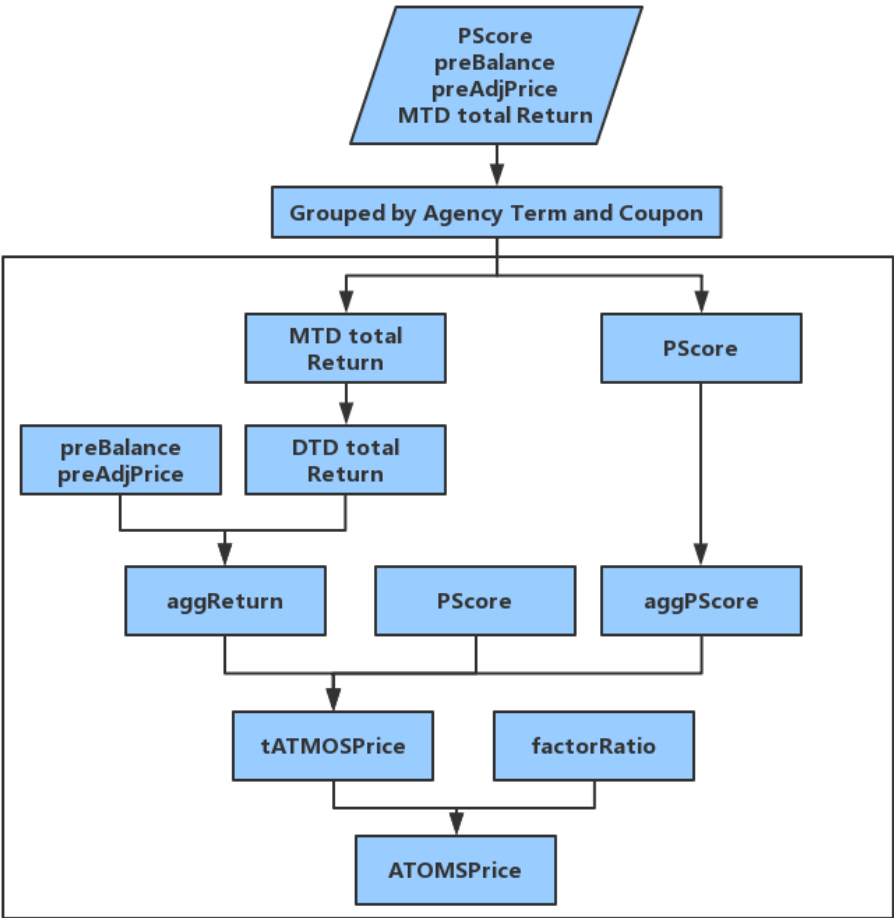 PScore
preBalance
preAdjPrice
MTD total Return
Grouped by Agency Term and Coupon
MTD total
Return
PScore
preBalance
preAdjPrice
DTD total
Return
aggReturn
PScore
aggPScore
tATMOSPrice
factorRatio
ATOMSPrice